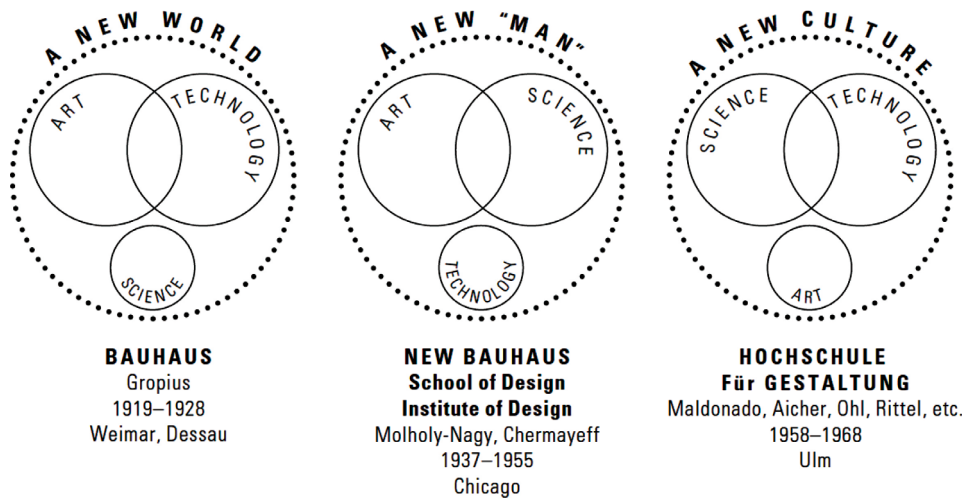 A NEW WORLD
ART
TECHNOLOGY
SCIENCE
BAUHAUS
Gropius
1919–1928
Weimar, Dessau
A NEW "MAN"
ART
SCIENCE
TECHNOLOGY
NEW BAUHAUS
School of Design
Institute of Design
Molholy-Nagy, Chermayeff
1937–1955
Chicago
A NEW CULTURE
SCIENCE
TECHNOLOGY
ART
HOCHSCHULE
Für GESTALTUNG
Maldonado, Aicher, Ohl, Rittel, etc.
1958–1968
Ulm